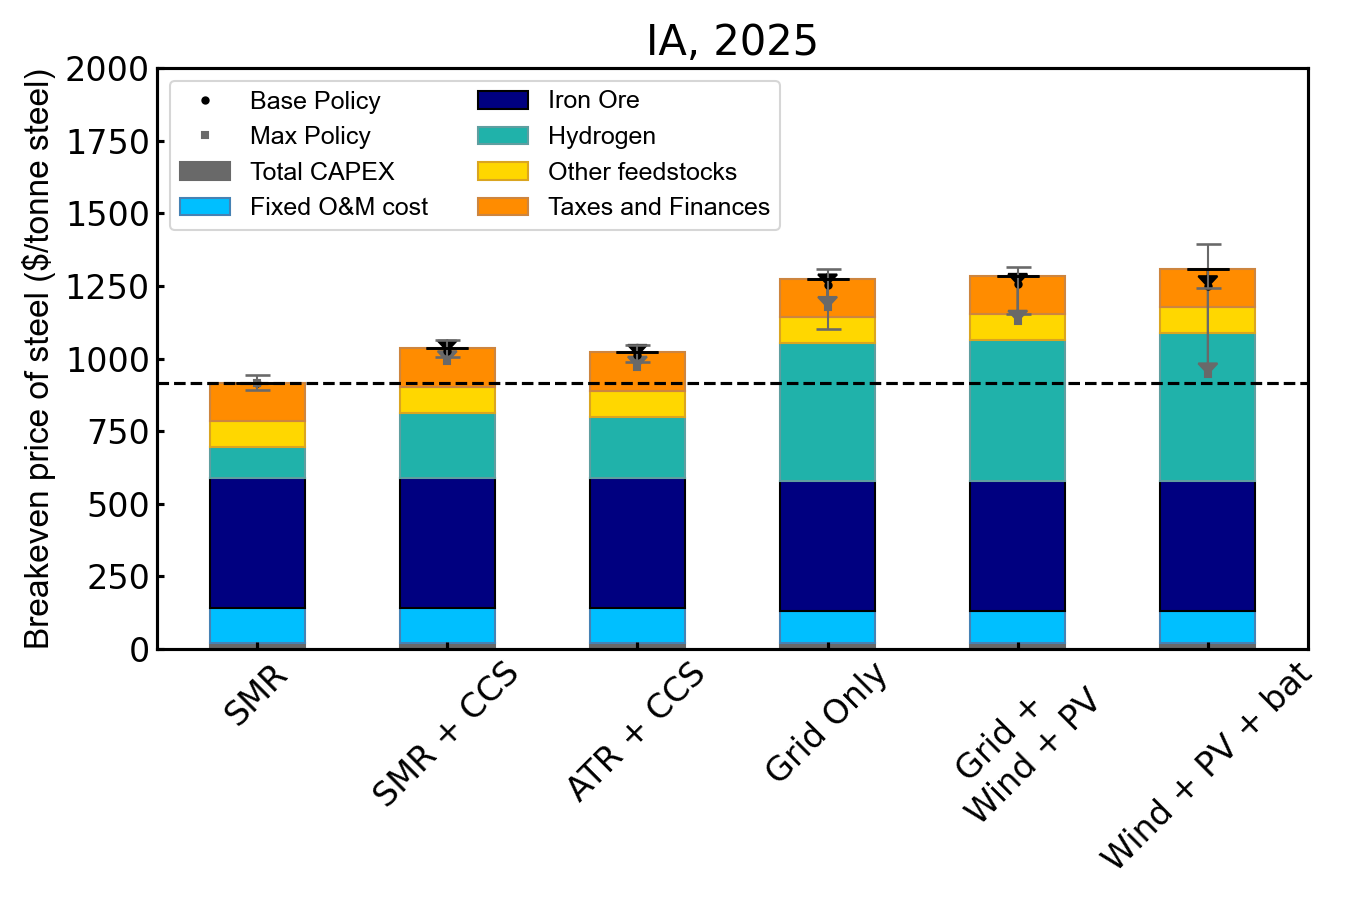 IA, 2025
Breakeven price of steel ($/tonne steel)
2000
1750
1500
1250
1000
750
500
250
0
Base Policy
Max Policy
Total CAPEX
Fixed O&M cost
Iron Ore
Hydrogen
Other feedstocks
Taxes and Finances
SMR
SMR + CCS
ATR + CCS
Grid Only
Grid +
Wind + PV
Wind + PV + bat